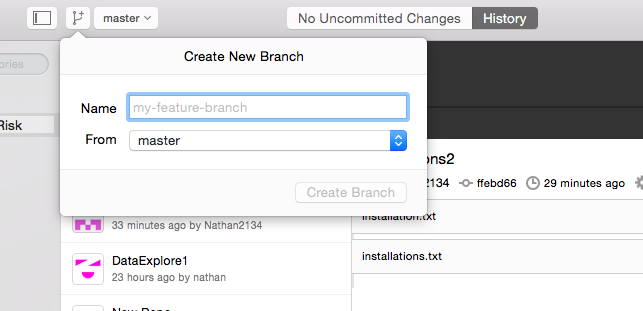 master
No Uncommitted Changes
History
Create New Branch
Name
my-feature-branch
From
master
Create Branch
ories
Risk
ons2
2134
ffebd66
29 minutes ago
33 minutes ago by Nathan2134
installation.txt
DataExplore1
23 hours ago by nathan
installations.txt